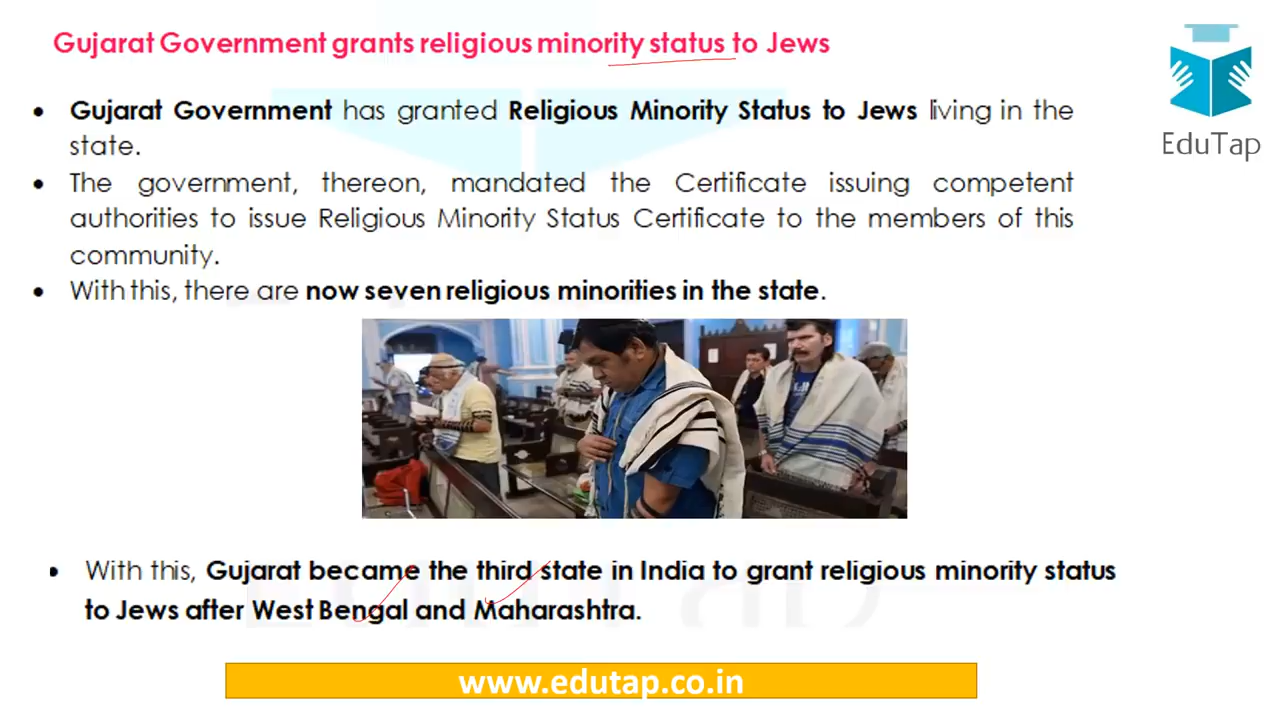 Gujarat Government grants religious minority status to Jews
EduTap
• Gujarat Government has granted Religious Minority Status to Jews living in the
state.
• The government, thereon, mandated the Certificate issuing competent
authorities to issue Religious Minority Status Certificate to the members of this
community.
• With this, there are now seven religious minorities in the state.
• With this, Gujarat became the third state in India to grant religious minority status
to Jews after West Bengal and Maharashtra.
www.edutap.co.in